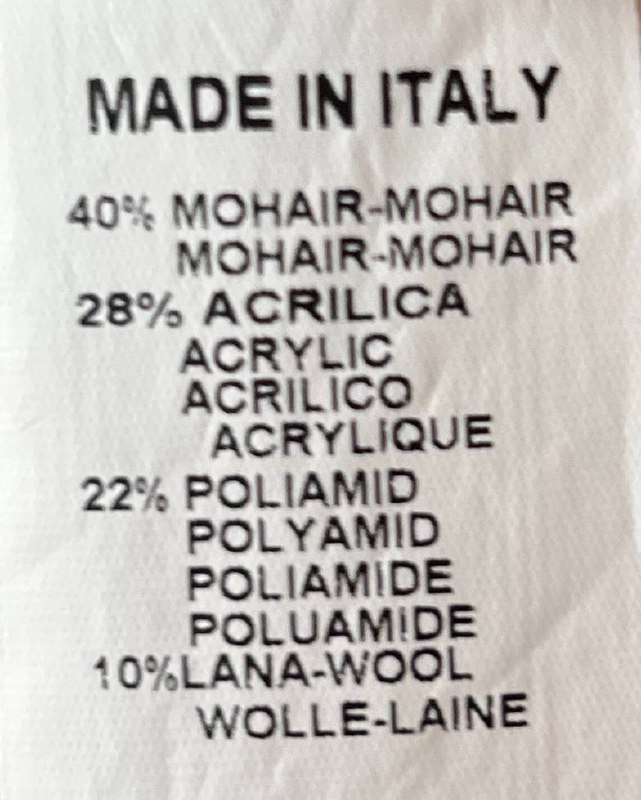 MADE IN ITALY
40% MOHAIR-MOHAIR
MOHAIR-MOHAIR
28% ACRILICA
ACRYLIC
ACRILICO
ACRYLIQUE
22% POLIAMID
POLYAMID
POLIAMIDE
POLUAMIDE
10%LANA-WOOL
WOLLE-LAINE